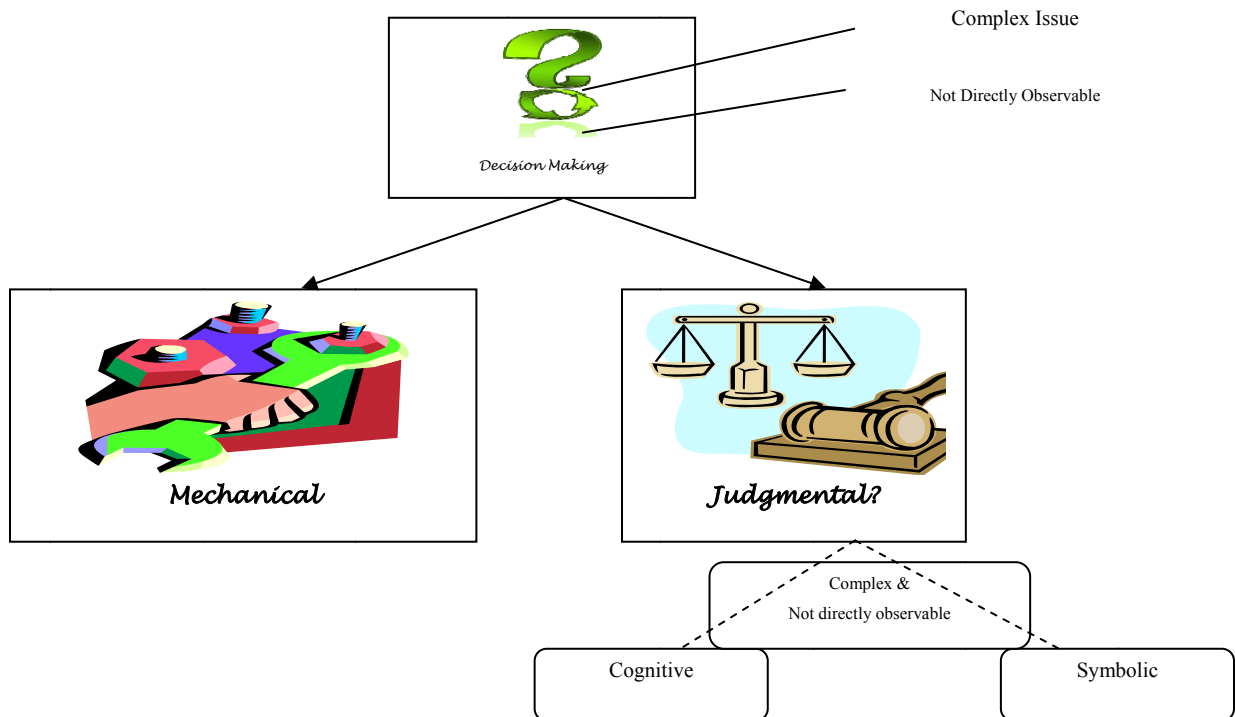 Complex Issue
Not Directly Observable
Decision Making
Mechanical
Judgmental?
Complex &
Not directly observable
Cognitive
Symbolic